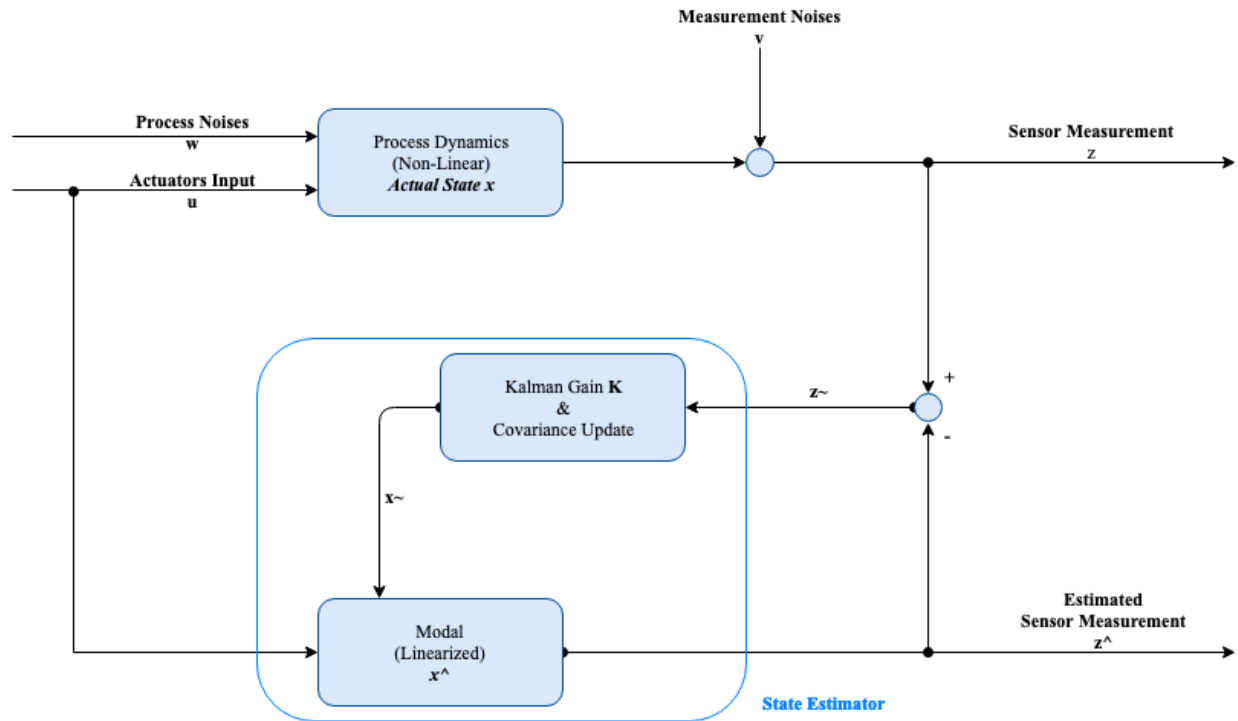 Measurement Noises
v
Process Noises
w
Process Dynamics
(Non-Linear)
Actual State x
Sensor Measurement
z
Actuators Input
u
Kalman Gain K
&
Covariance Update
z~
+
-
x~
Modal
(Linearized)
x^
Estimated
Sensor Measurement
z^
State Estimator